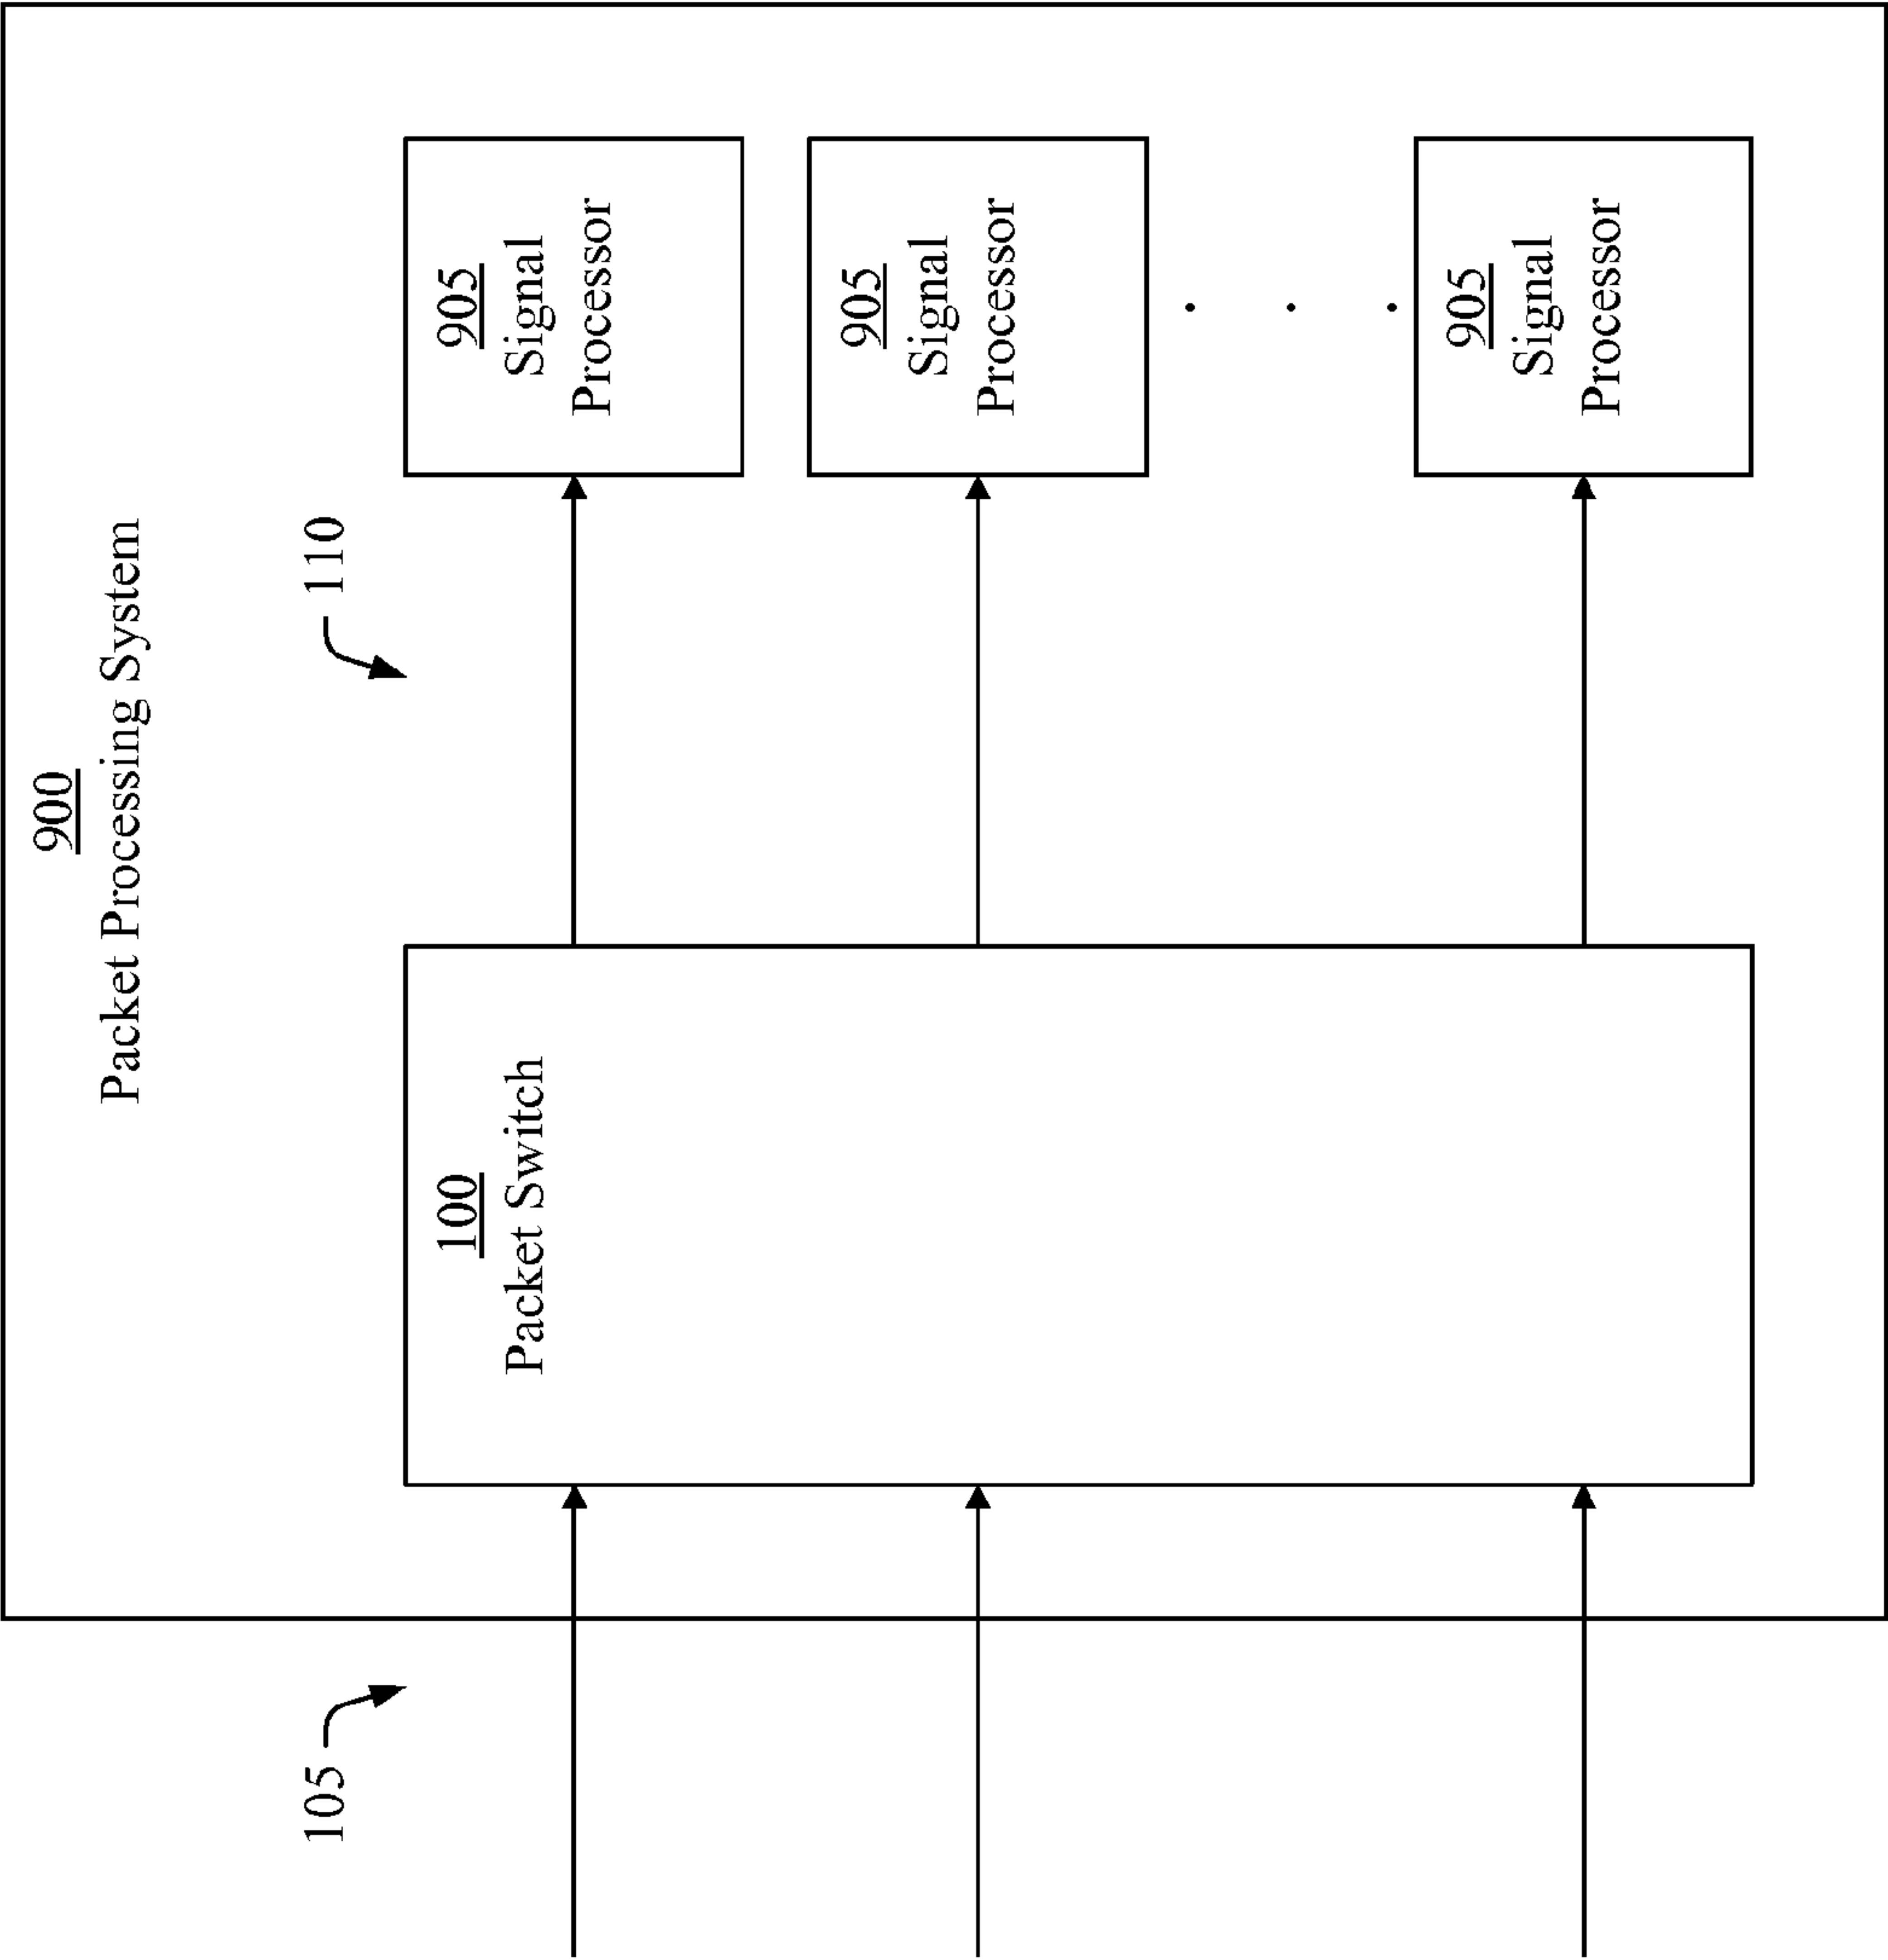 900
Packet Processing System
105
110
100
Packet Switch
905
Signal
Processor
905
Signal
Processor
905
Signal
Processor